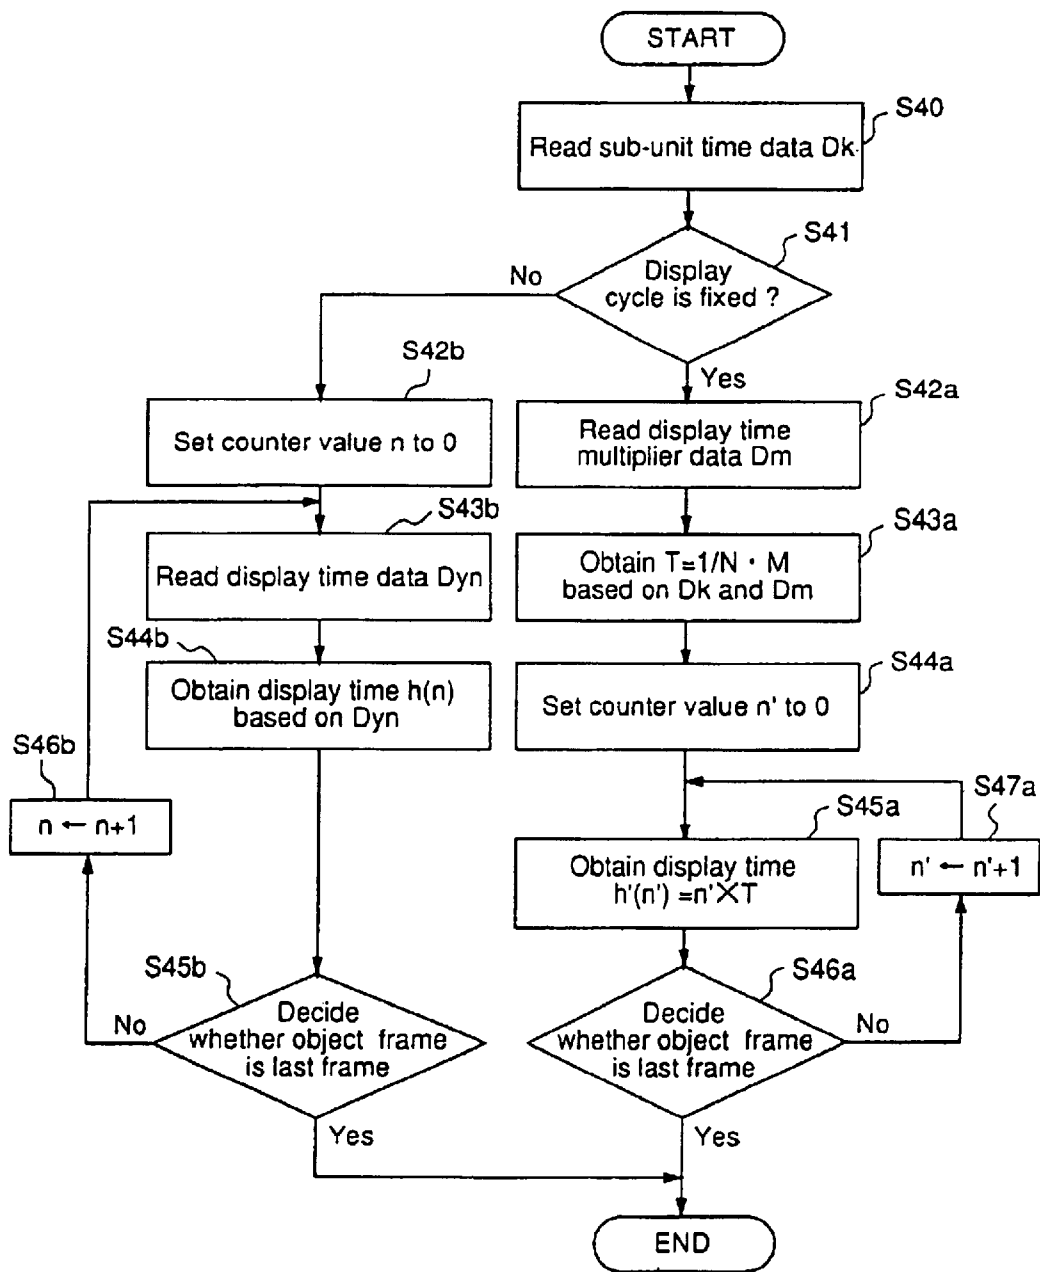 START
S40
Read sub-unit time data Dk
S41
Display
cycle is fixed ?
No
Yes
S42b
Set counter value n to 0
S42a
Read display time
multiplier data Dm
S43b
Read display time data Dyn
S43a
Obtain T=1/N · M
based on Dk and Dm
S44b
Obtain display time h(n)
based on Dyn
S44a
Set counter value n' to 0
S46b
n ← n+1
S45a
Obtain display time
h'(n') =n'×T
S47a
n' ← n'+1
S45b
Decide
whether object frame
is last frame
No
Yes
S46a
Decide
whether object frame
is last frame
No
Yes
END